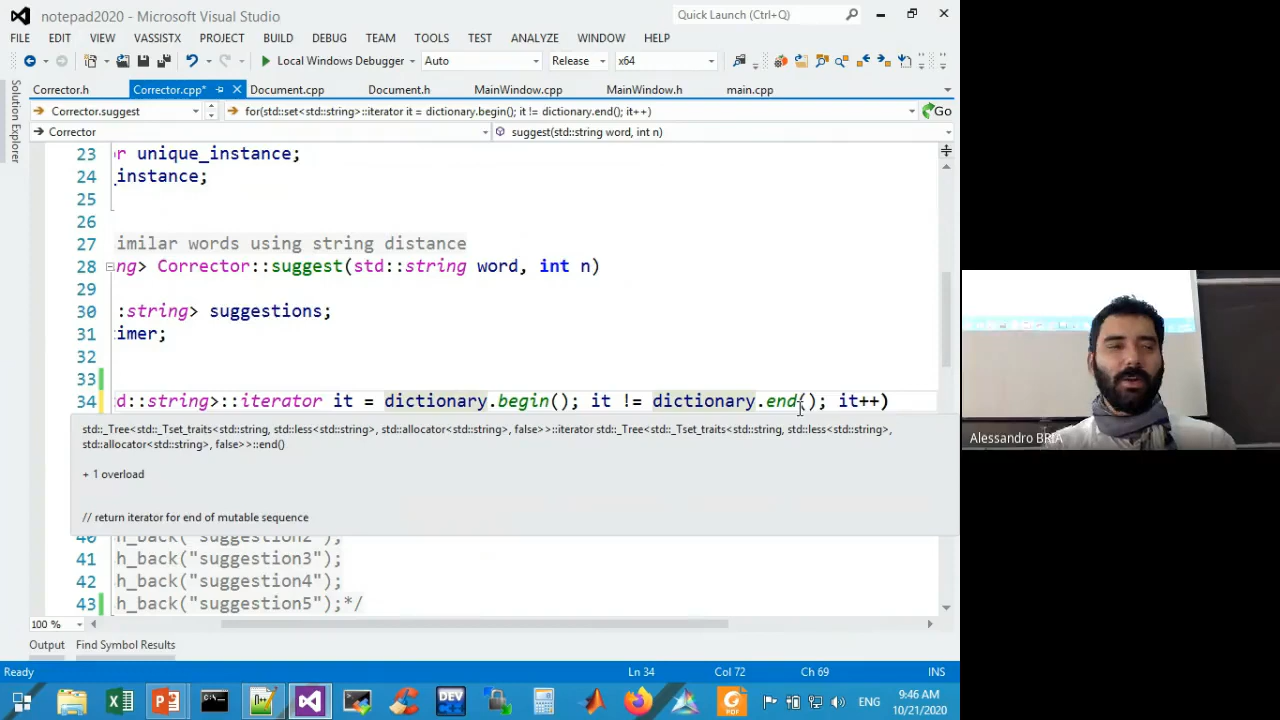 notepad2020 - Microsoft Visual Studio
Quick Launch (Ctrl+Q)
FILE EDIT VIEW VASSISTX PROJECT BUILD DEBUG TEAM TOOLS TEST ANALYZE WINDOW HELP
Local Windows Debugger Auto Release x64
Solution Explorer
Corrector.h Corrector.cpp* Document.cpp Document.h MainWindow.cpp MainWindow.h main.cpp
Corrector.suggest for(std::set<std::string>::iterator it = dictionary.begin(); it != dictionary.end(); it++) Go
Corrector suggest(std::string word, int n)
23 r unique_instance;
24 instance;
25
26
27 imilar words using string distance
28 ng> Corrector::suggest(std::string word, int n)
29
30 :string> suggestions;
31 imer;
32
33
34 d::string>::iterator it = dictionary.begin(); it != dictionary.end(); it++)
std::_Tree<std::_Tset_traits<std::string, std::less<std::string>, std::allocator<std::string>, false>>::iterator std::_Tree<std::_Tset_traits<std::string, std::less<std::string>,
std::allocator<std::string>, false>>::end()
+ 1 overload
// return iterator for end of mutable sequence
40 h_back("suggestion2");
41 h_back("suggestion3");
42 h_back("suggestion4");
43 h_back("suggestion5");*/
100 %
Output Find Symbol Results
Ready Ln 34 Col 72 Ch 69 INS
DEV C++ PDF ENG 9:46 AM
10/21/2020
Alessandro BRIA